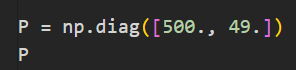 P = np.diag([500., 49.])
P